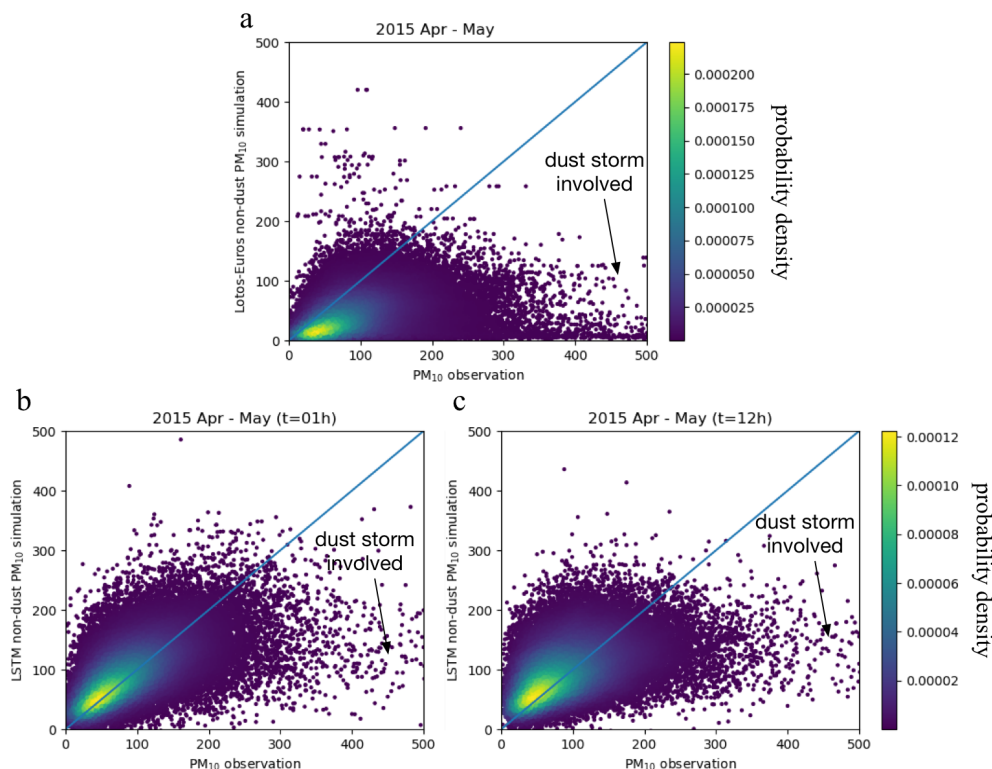 a
2015 Apr - May
500
400
300
200
100
0
Lotos-Euros non-dust PM₁₀ simulation
dust storm
involved
0 100 200 300 400 500
PM₁₀ observation
0.000200
0.000175
0.000150
0.000125
0.000100
0.000075
0.000050
0.000025
probability density
b
2015 Apr - May (t=01h)
500
400
300
200
100
0
LSTM non-dust PM₁₀ simulation
dust storm
involved
0 100 200 300 400 500
PM₁₀ observation
c
2015 Apr - May (t=12h)
500
400
300
200
100
0
LSTM non-dust PM₁₀ simulation
dust storm
involved
0 100 200 300 400 500
PM₁₀ observation
0.00012
0.00010
0.00008
0.00006
0.00004
0.00002
probability density